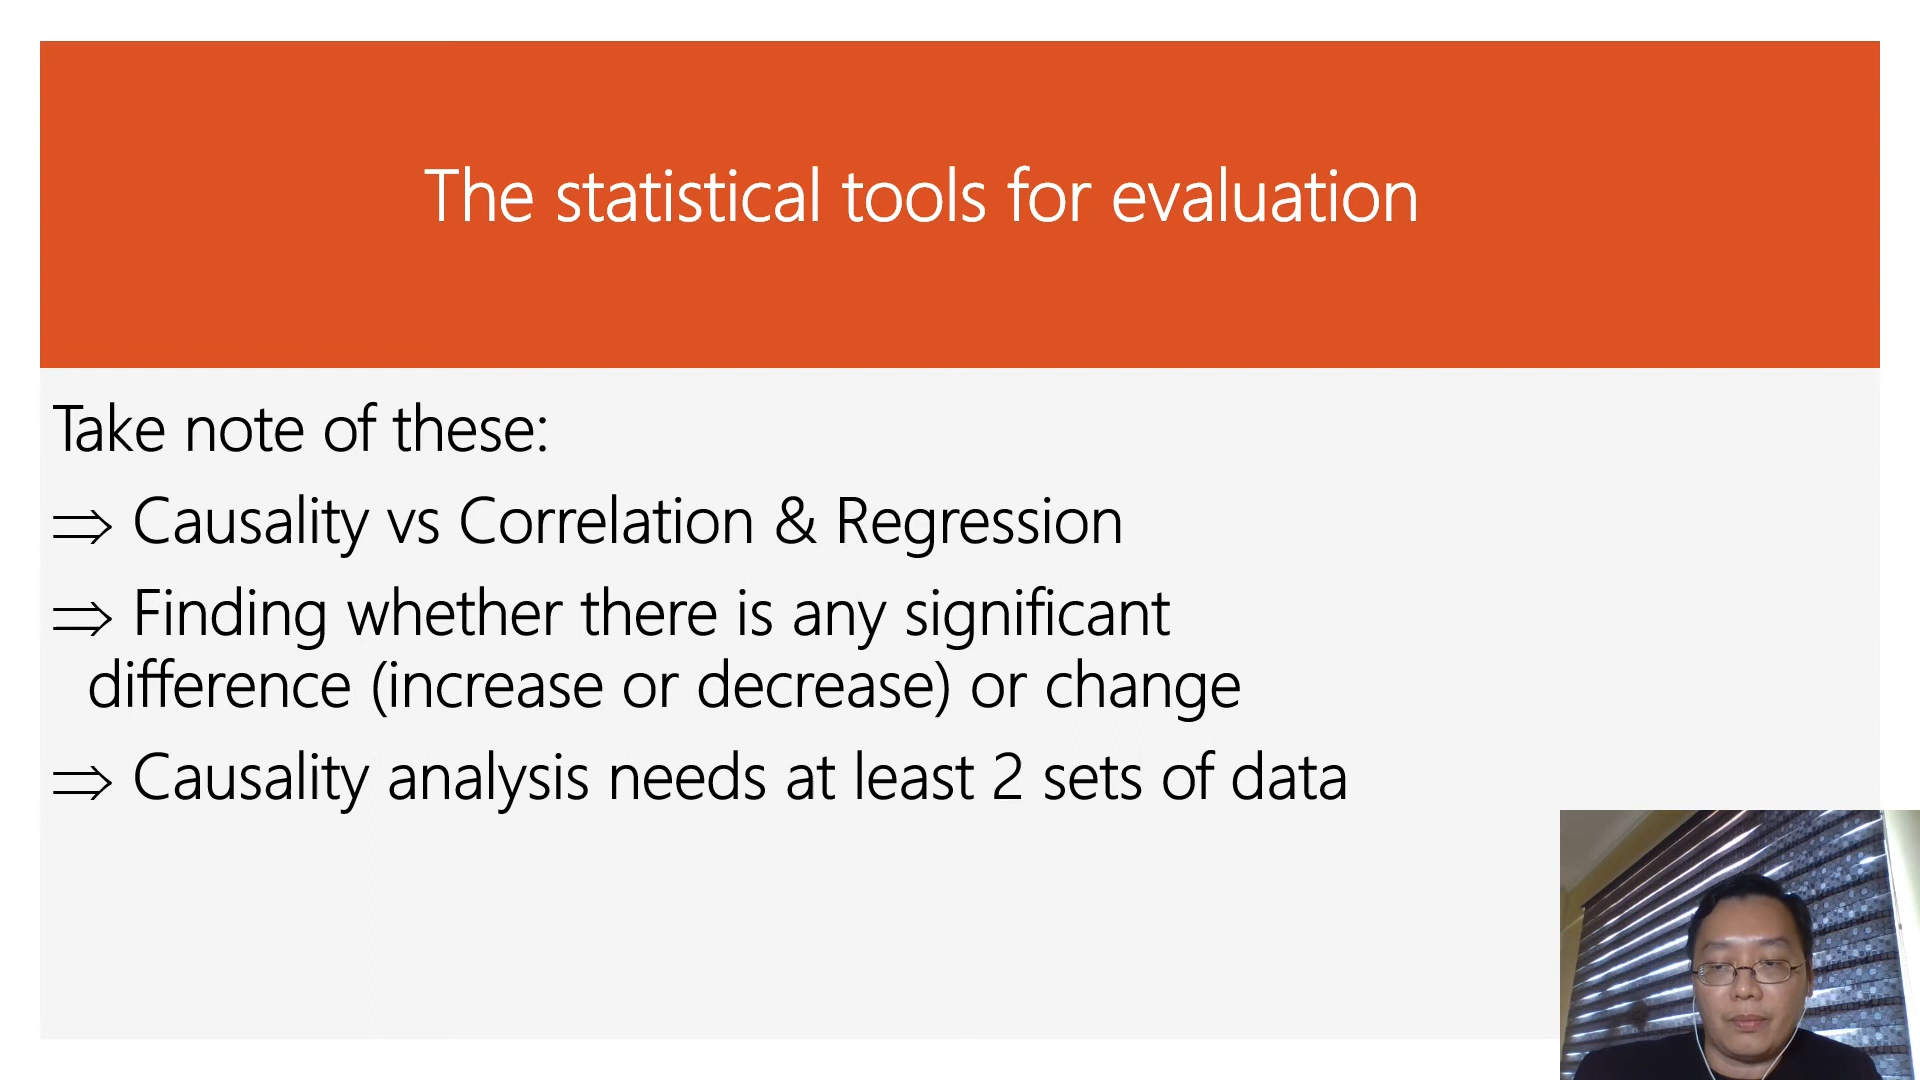 The statistical tools for evaluation
Take note of these:
⇒ Causality vs Correlation & Regression
⇒ Finding whether there is any significant
difference (increase or decrease) or change
⇒ Causality analysis needs at least 2 sets of data